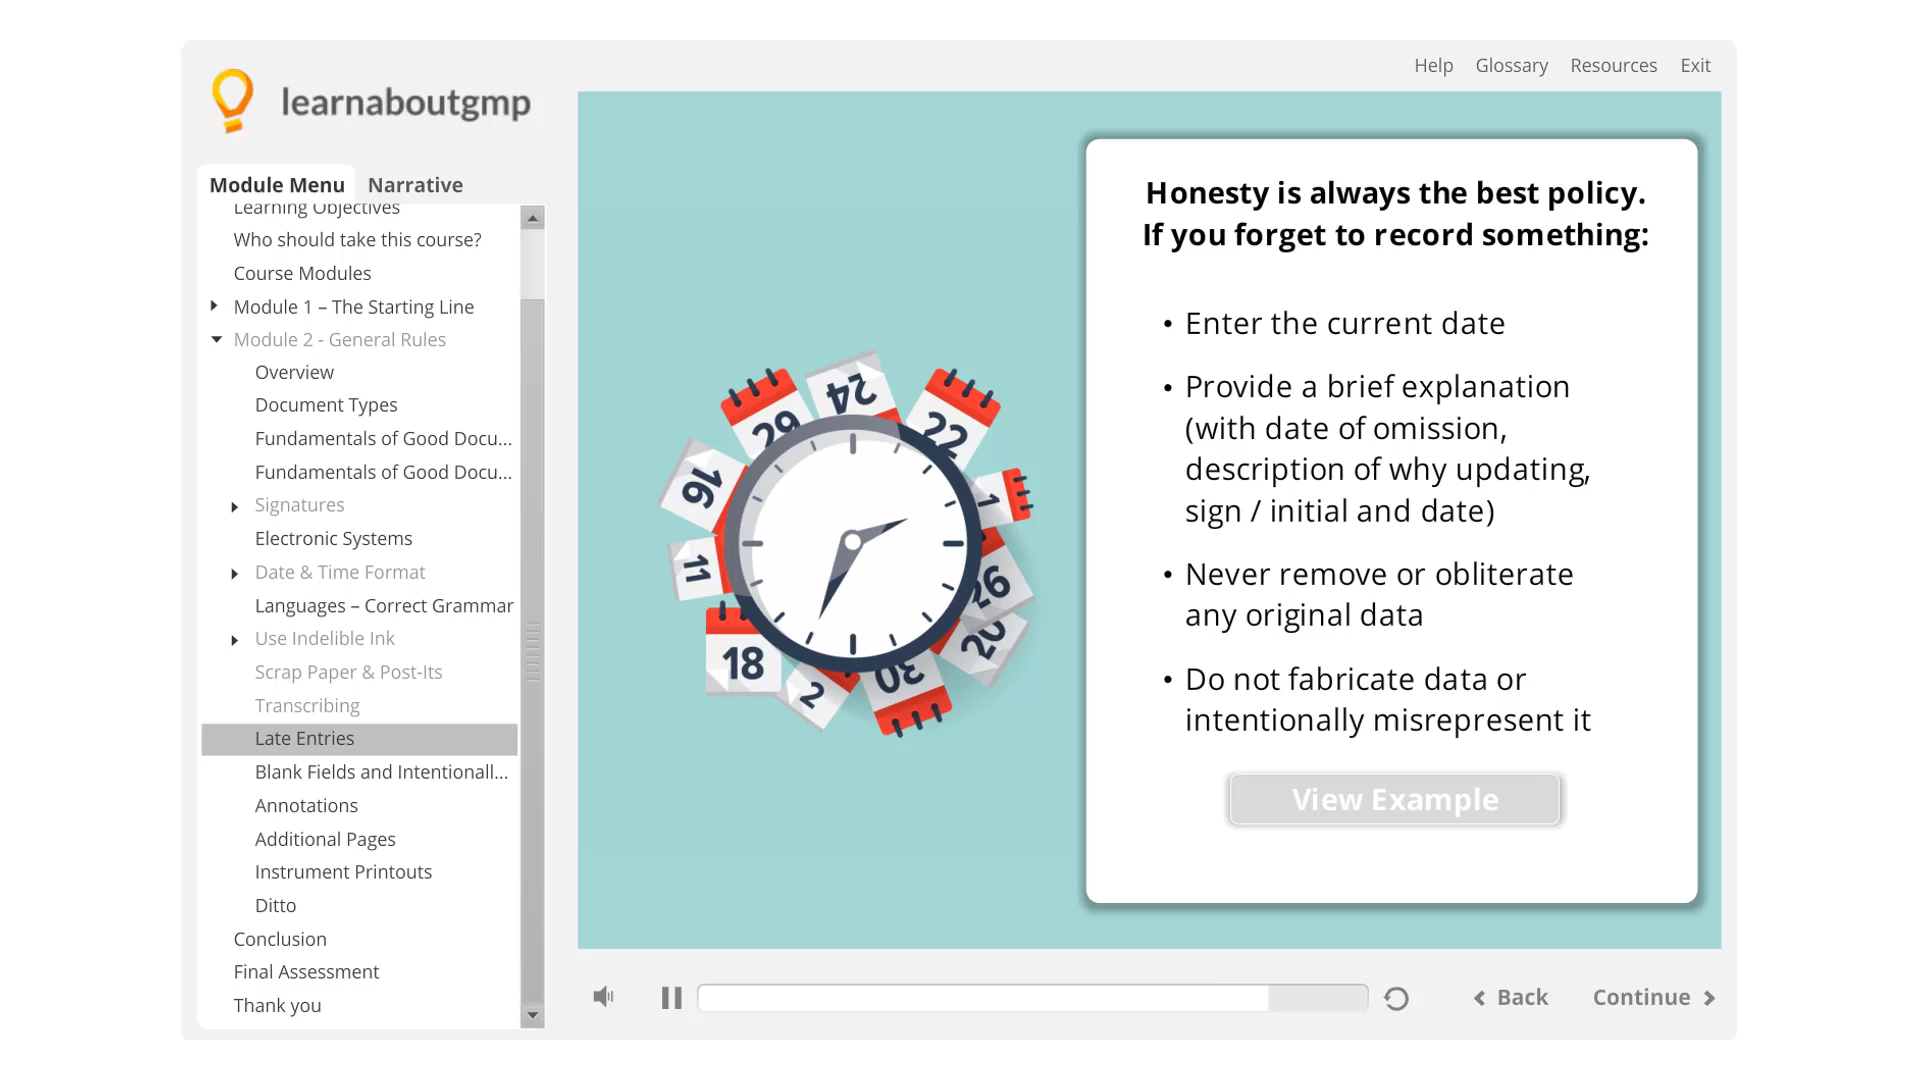 Help Glossary Resources Exit
learnaboutgmp
Module Menu Narrative
Learning Objectives
Who should take this course?
Course Modules
Module 1 – The Starting Line
Module 2 - General Rules
Overview
Document Types
Fundamentals of Good Docu...
Fundamentals of Good Docu...
Signatures
Electronic Systems
Date & Time Format
Languages – Correct Grammar
Use Indelible Ink
Scrap Paper & Post-Its
Transcribing
Late Entries
Blank Fields and Intentionall...
Annotations
Additional Pages
Instrument Printouts
Ditto
Conclusion
Final Assessment
Thank you
29
24
22
16
1
11
26
20
18
2
30
Honesty is always the best policy.
If you forget to record something:
• Enter the current date
• Provide a brief explanation
(with date of omission,
description of why updating,
sign / initial and date)
• Never remove or obliterate
any original data
• Do not fabricate data or
intentionally misrepresent it
View Example
Back Continue